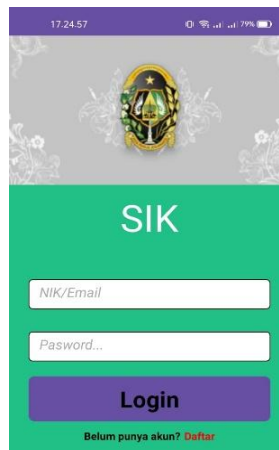 17.24.57
79%
SIK
NIK/Email
Pasword...
Login
Belum punya akun? Daftar